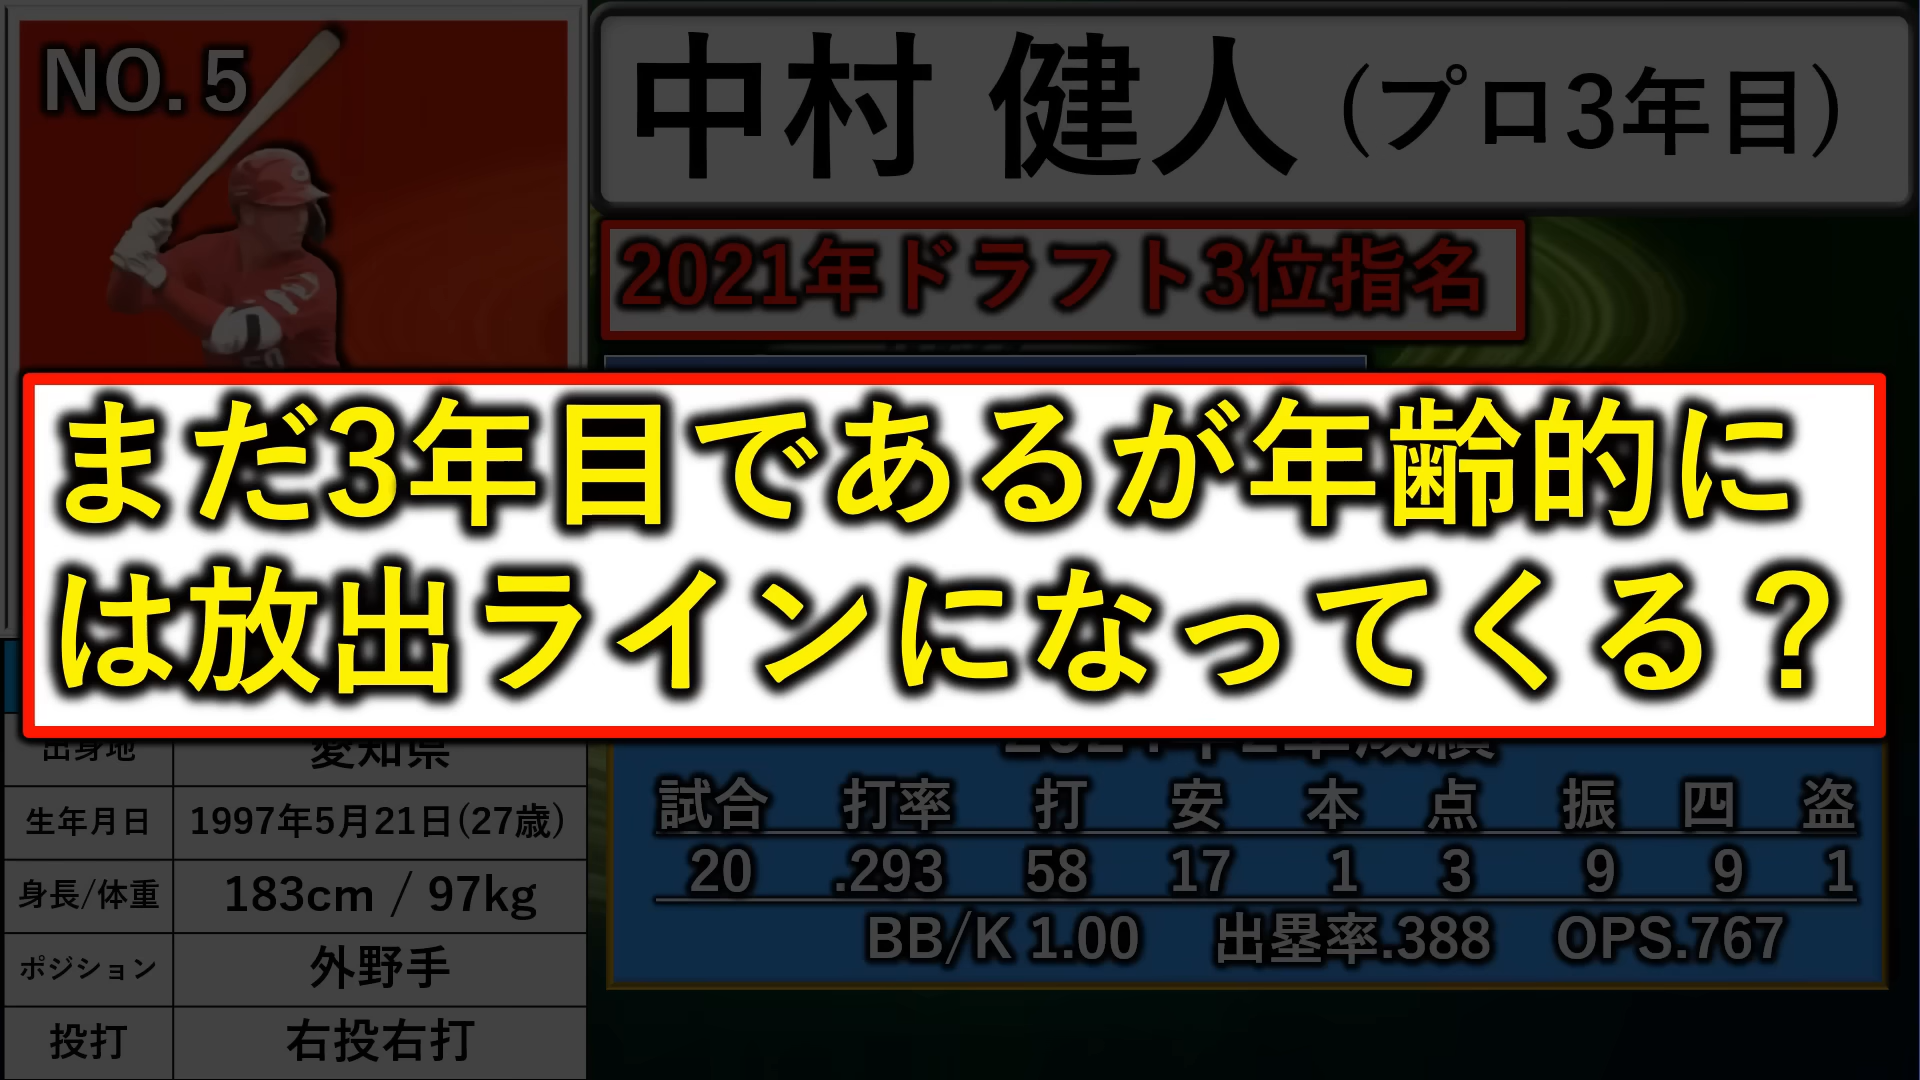 NO.5
中村 健人(プロ3年目)
2021年ドラフト3位指名
まだ3年目であるが年齢的に
は放出ラインになってくる？
出身地 愛知県
生年月日 1997年5月21日(27歳)
身長/体重 183cm / 97kg
ポジション 外野手
投打 右投右打
試合 打率 打 安 本 点 振 四 盗
20 .293 58 17 1 3 9 9 1
BB/K 1.00 出塁率.388 OPS.767